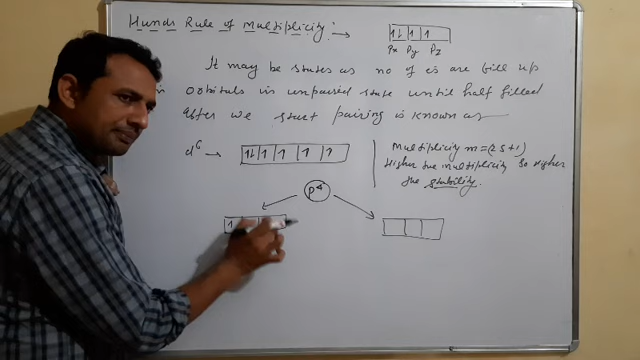 Hunds Rule of Multiplicity :→
↑↓ ↑ ↑
Px Py Pz
It may be states as no of e⁻s are fill up
in orbitals in unpaired state until half filled
after we start pairing is known as
d⁶ → ↑↓ ↑ ↑ ↑ ↑
Multiplicity m=(2S+1)
Higher the multiplicity So Higher
the stability.
p⁴
↑